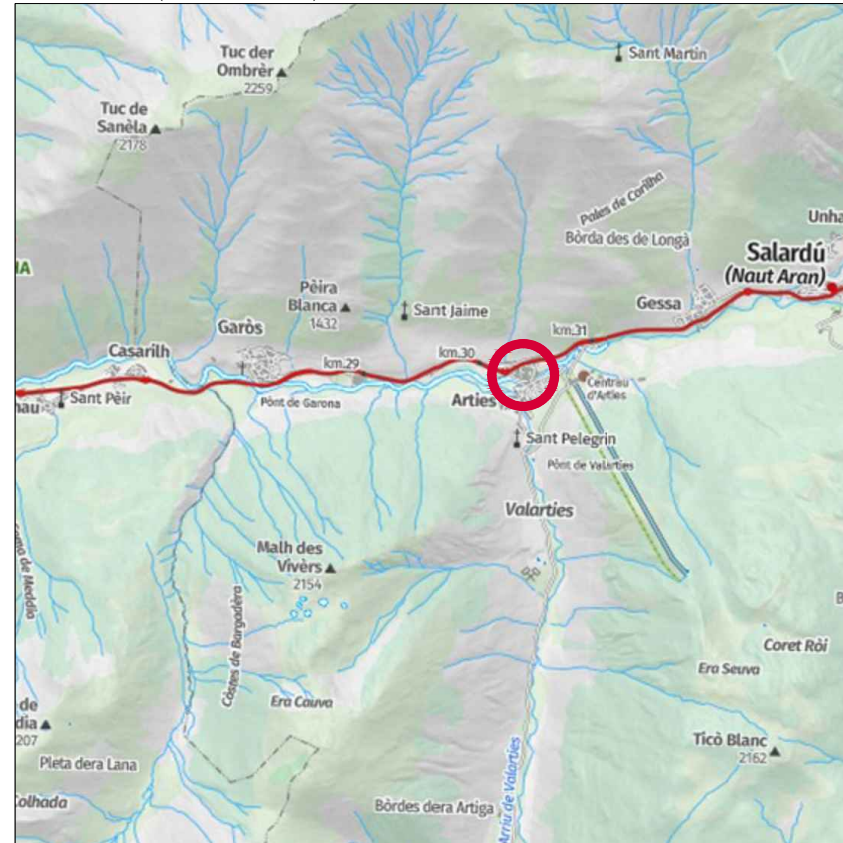 Tuc der
Ombrèr
2259
Sant Martin
Tuc de
Sanèla
2178
Pales de Carilha
Unha
Bòrda des de Longà
Salardú
(Naut Aran)
Pèira
Blanca
1432
Sant Jaime
Gessa
Garòs
km.31
Casarilh
km.30
km.29
Centrau
d'Arties
Sant Pèir
Pònt de Garona
Arties
Sant Pelegrin
Pònt de Valarties
Valarties
Malh des
Vivèrs
2154
Còstes de Bargadèra
Coret Ròi
Era Seuva
Era Cauva
Ticò Blanc
2162
Pleta dera Lana
Bòrdes dera Artiga
Arriu de Valarties